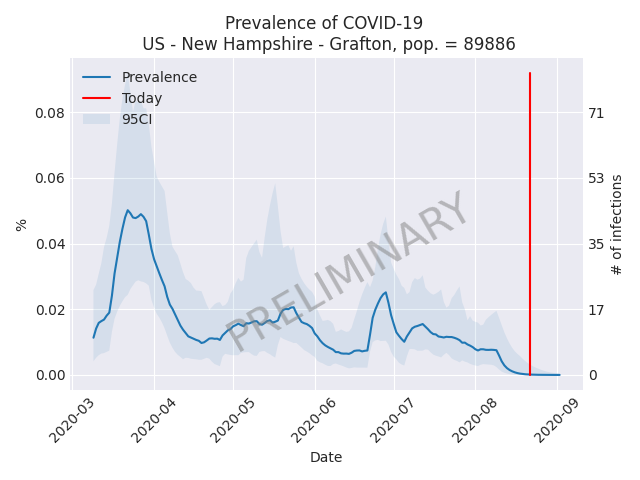 Prevalence of COVID-19
US - New Hampshire - Grafton, pop. = 89886
Prevalence
Today
95CI
0.08
0.06
0.04
0.02
0.00
%
71
53
35
17
0
# of infections
PRELIMINARY
2020-03
2020-04
2020-05
2020-06
2020-07
2020-08
2020-09
Date